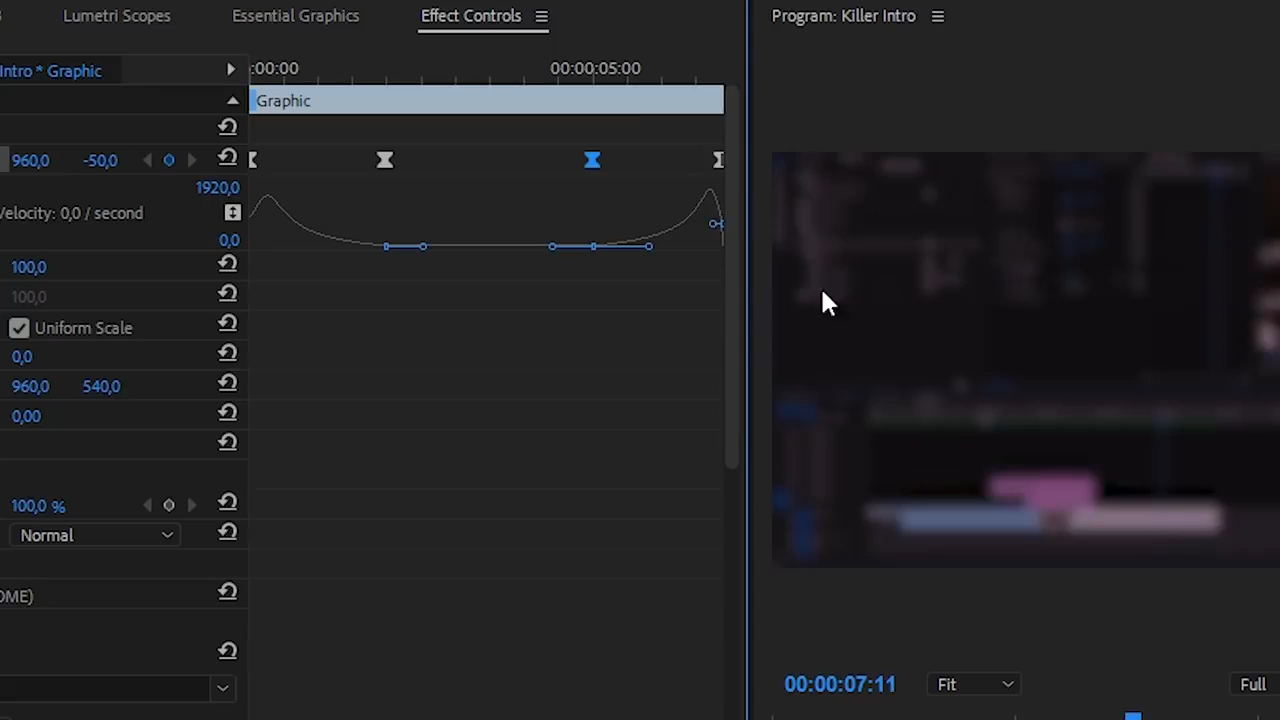 Lumetri Scopes Essential Graphics Effect Controls
Program: Killer Intro
:00:00 00:00:05:00
Intro * Graphic
Graphic
960,0 -50,0
1920,0
Velocity: 0,0 / second
0,0
100,0
100,0
Uniform Scale
0,0
960,0 540,0
0,00
100,0 %
Normal
OME)
00:00:07:11 Fit Full